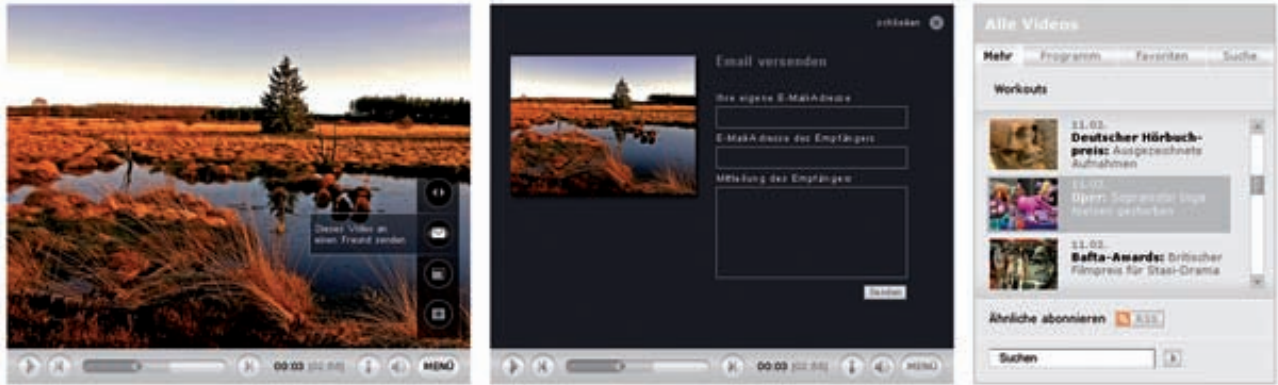 Dieses Video an
einen Freund senden
00:03
MENÜ
schließen
Email versenden
Ihre eigene E-Mail-Adresse
E-Mail-Adresse des Empfängers
Mitteilung des Empfängers
Senden
00:03
MENÜ
Alle Videos
Mehr Programm Favoriten Suche
Workouts
11.02.
Deutscher Hörbuch-
preis: Ausgezeichnete
Aufnahmen
11.02.
Oper: Sopranistin
gestorben
11.02.
Bafta-Awards: Britischer
Filmpreis für Stasi-Drama
Ähnliche abonnieren RSS
Suchen